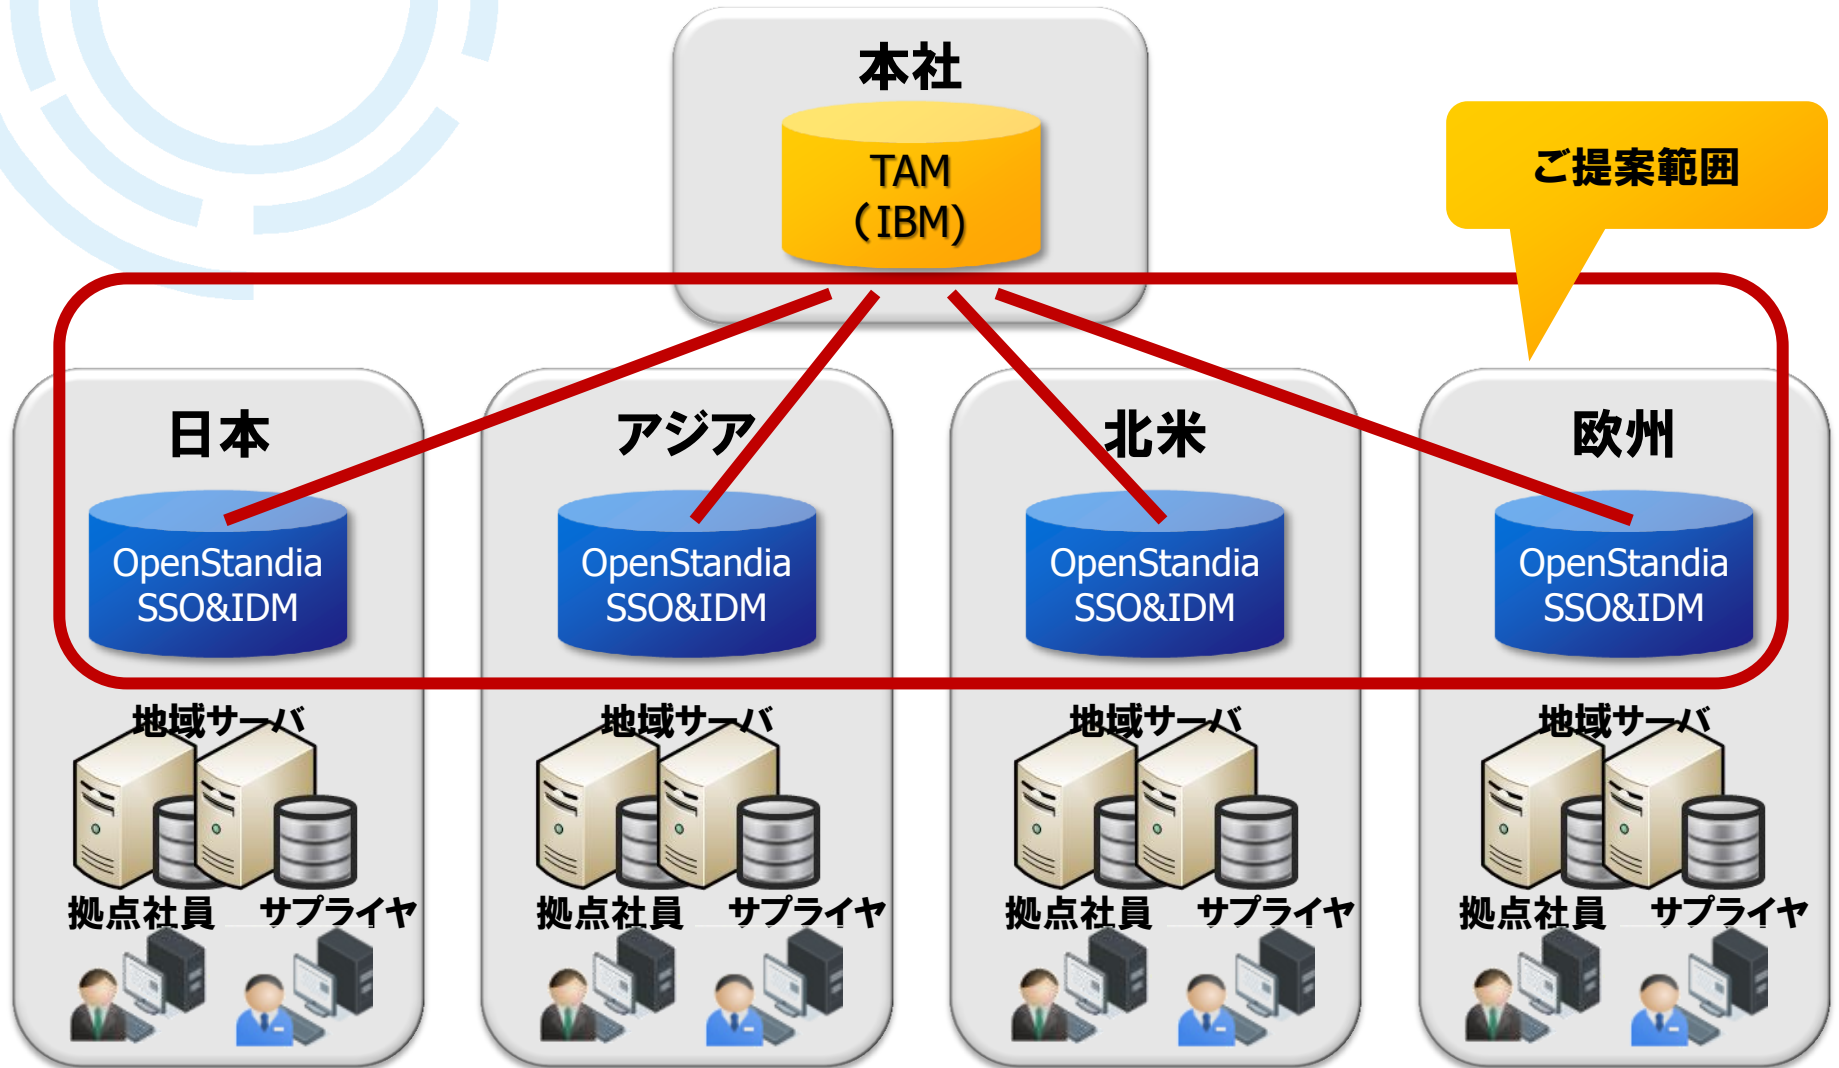 本社
TAM
(IBM)
ご提案範囲
日本
アジア
北米
欧州
OpenStandia
SSO&IDM
OpenStandia
SSO&IDM
OpenStandia
SSO&IDM
OpenStandia
SSO&IDM
地域サーバ
地域サーバ
地域サーバ
地域サーバ
拠点社員 サプライヤ
拠点社員 サプライヤ
拠点社員 サプライヤ
拠点社員 サプライヤ